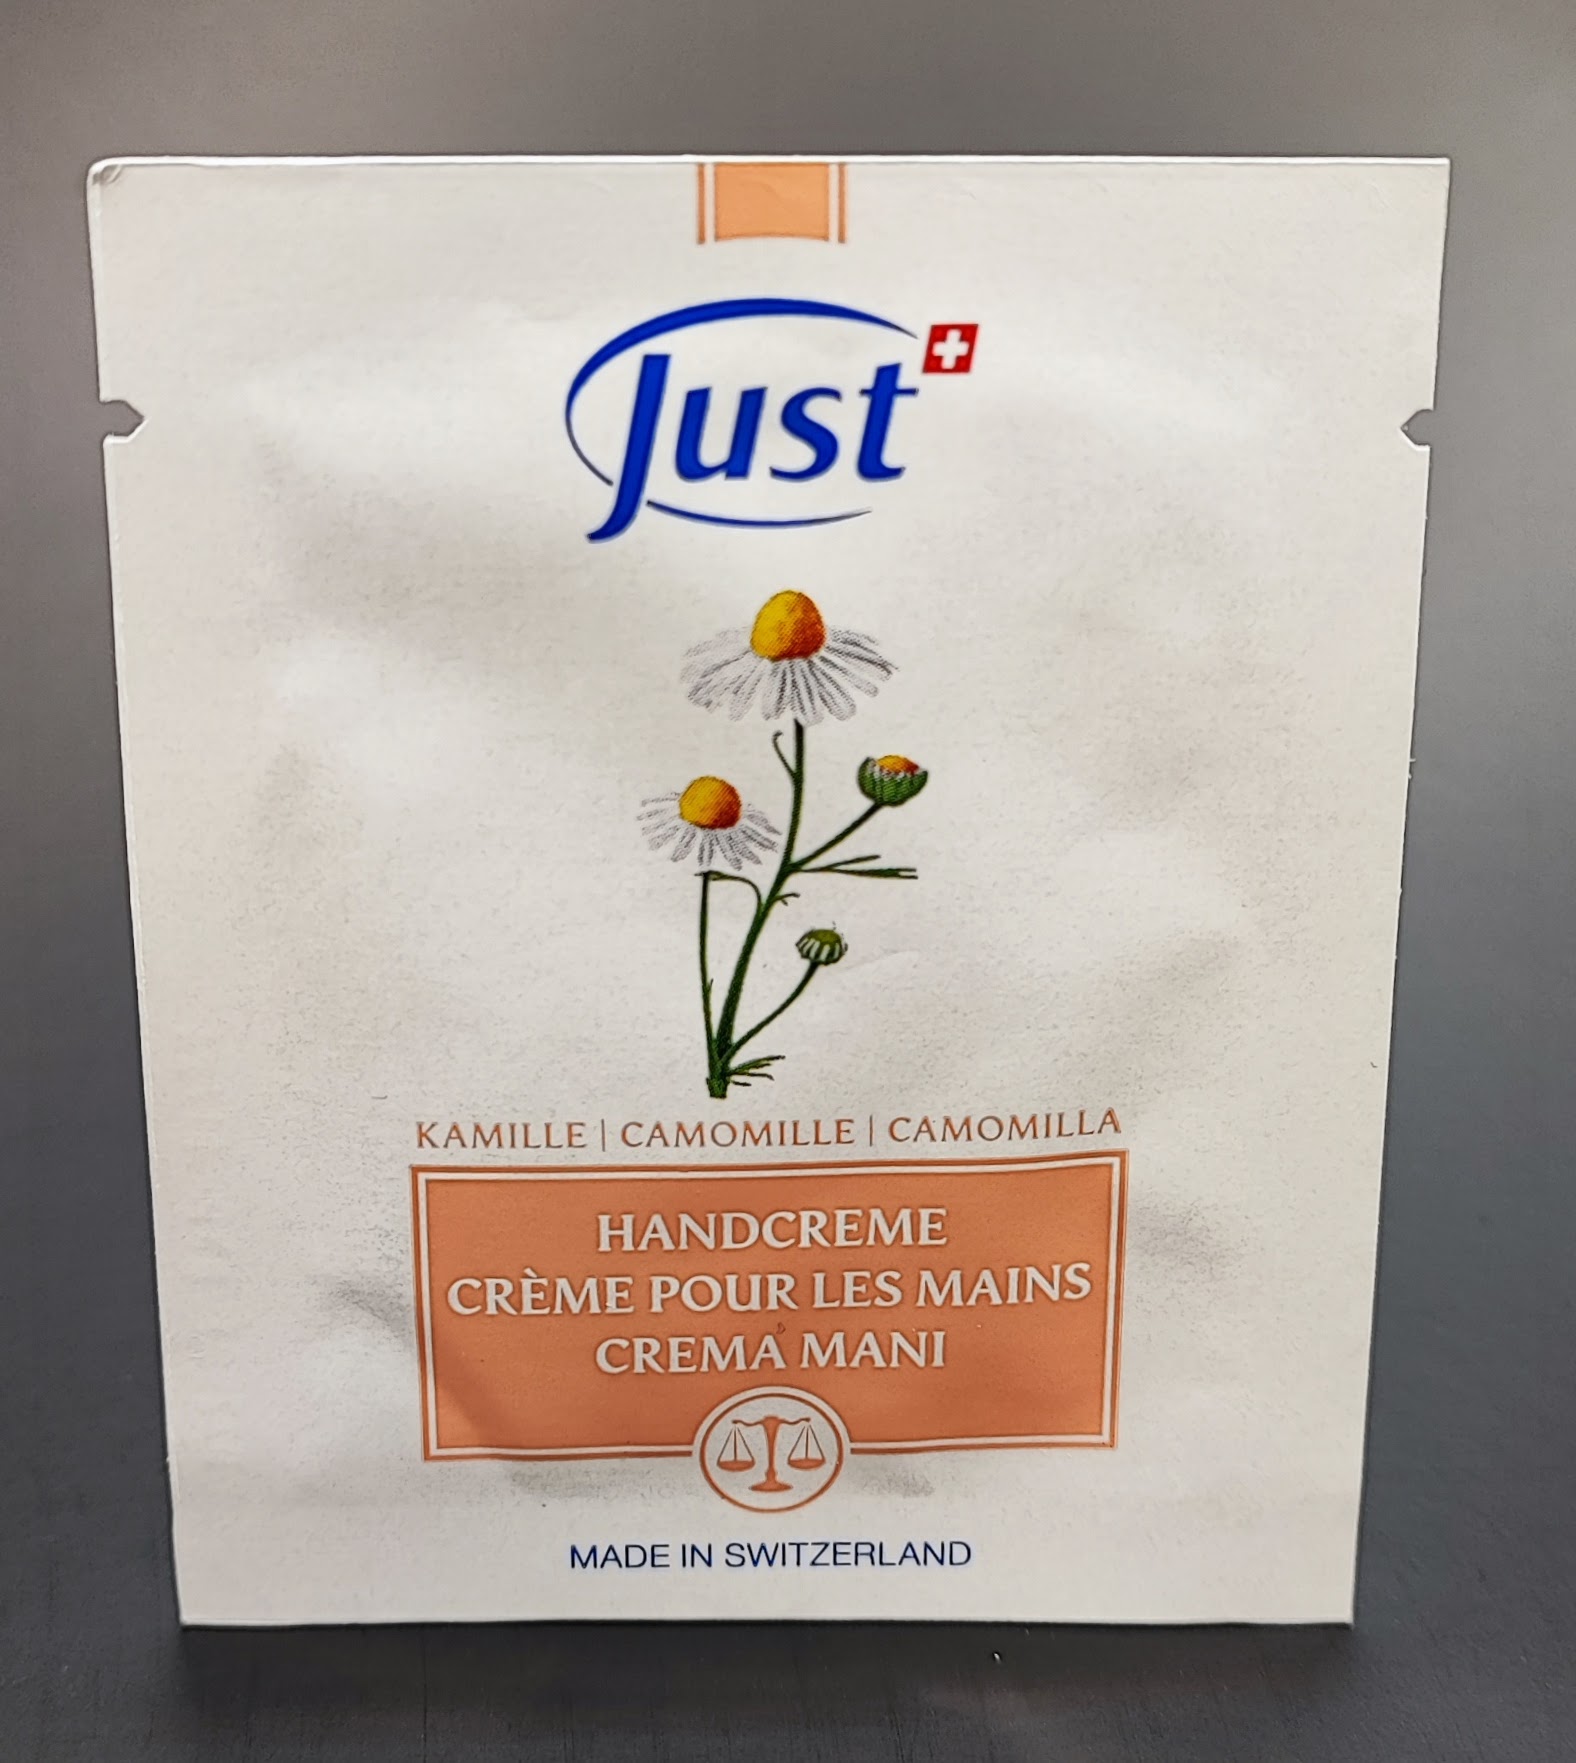 Just
KAMILLE | CAMOMILLE | CAMOMILLA
HANDCREME
CRÈME POUR LES MAINS
CREMA MANI
MADE IN SWITZERLAND